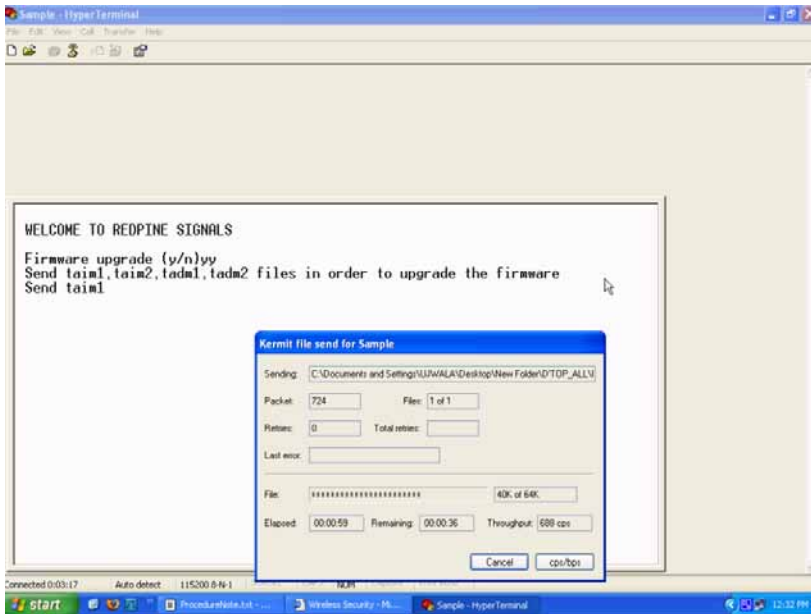 Sample - HyperTerminal
File Edit View Call Transfer Help
WELCOME TO REDPINE SIGNALS
Firmware upgrade (y/n)yy
Send taim1,taim2,tadm1,tadm2 files in order to upgrade the firmware
Send taim1
Kermit file send for Sample
Sending: C:\Documents and Settings\UJWALA\Desktop\New Folder\D'TOP_ALL\
Packet: 724 Files: 1 of 1
Retries: 0 Total retries:
Last error:
File: 40K of 64K
Elapsed: 00:00:59 Remaining: 00:00:36 Throughput: 688 cps
Cancel cps/bps
Connected 0:03:17 Auto detect 115200 8-N-1 NUM
start ProcedureNote.txt - ... Wireless Security - Mi... Sample - HyperTerminal 12:32 PM